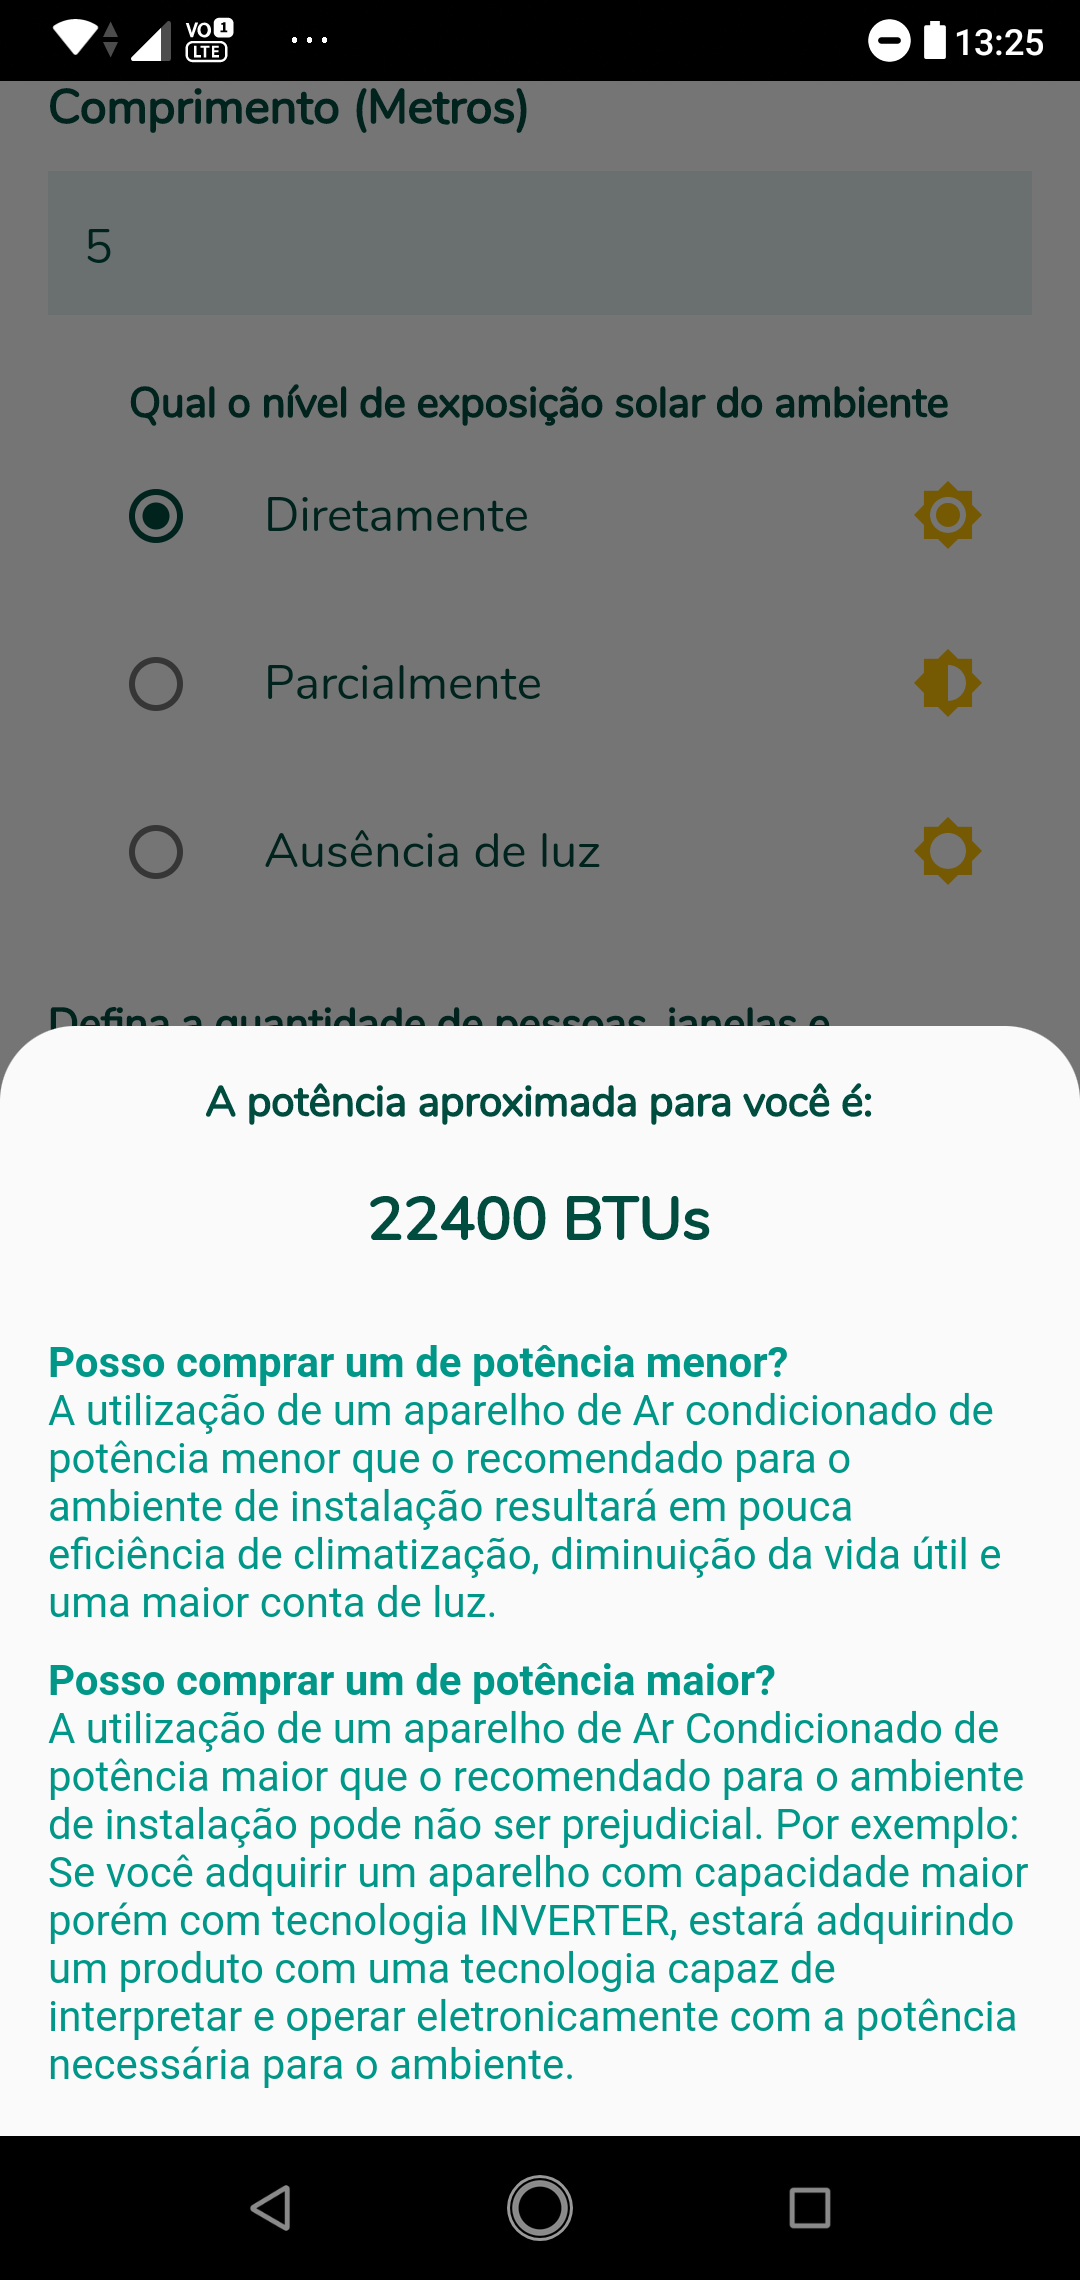 VO 1
LTE
13:25
Comprimento (Metros)
5
Qual o nível de exposição solar do ambiente
Diretamente
Parcialmente
Ausência de luz
Defina a quantidade de pessoas, janelas e
A potência aproximada para você é:
22400 BTUs
Posso comprar um de potência menor?
A utilização de um aparelho de Ar condicionado de
potência menor que o recomendado para o
ambiente de instalação resultará em pouca
eficiência de climatização, diminuição da vida útil e
uma maior conta de luz.
Posso comprar um de potência maior?
A utilização de um aparelho de Ar Condicionado de
potência maior que o recomendado para o ambiente
de instalação pode não ser prejudicial. Por exemplo:
Se você adquirir um aparelho com capacidade maior
porém com tecnologia INVERTER, estará adquirindo
um produto com uma tecnologia capaz de
interpretar e operar eletronicamente com a potência
necessária para o ambiente.